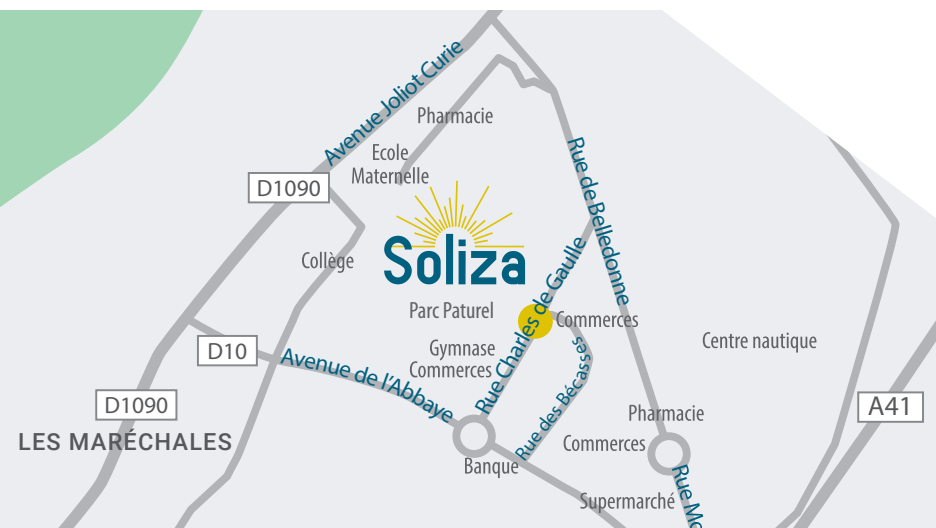 Avenue Joliot Curie
Pharmacie
Ecole
Maternelle
D1090
Rue de Belledonne
Soliza
Collège
Rue Charles de Gaulle
Parc Paturel
Commerces
Centre nautique
D10
Avenue de l'Abbaye
Gymnase
Commerces
Rue des Bécasses
D1090
A41
LES MARÉCHALES
Pharmacie
Commerces
Banque
Supermarché